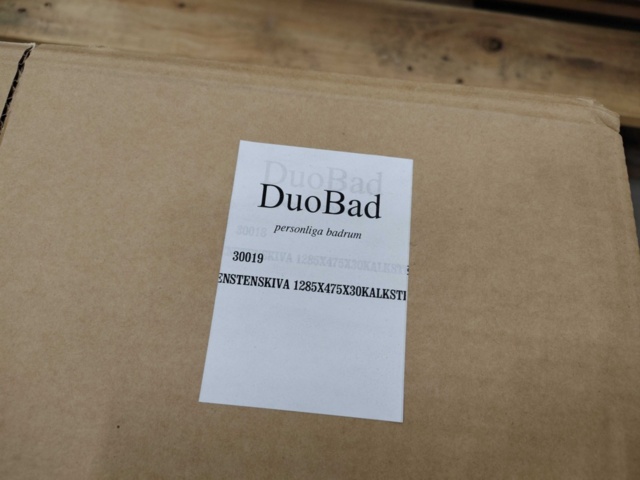 DuoBad
personliga badrum
30019
ENSTENSKIVA 1285X475X30KALKSTI